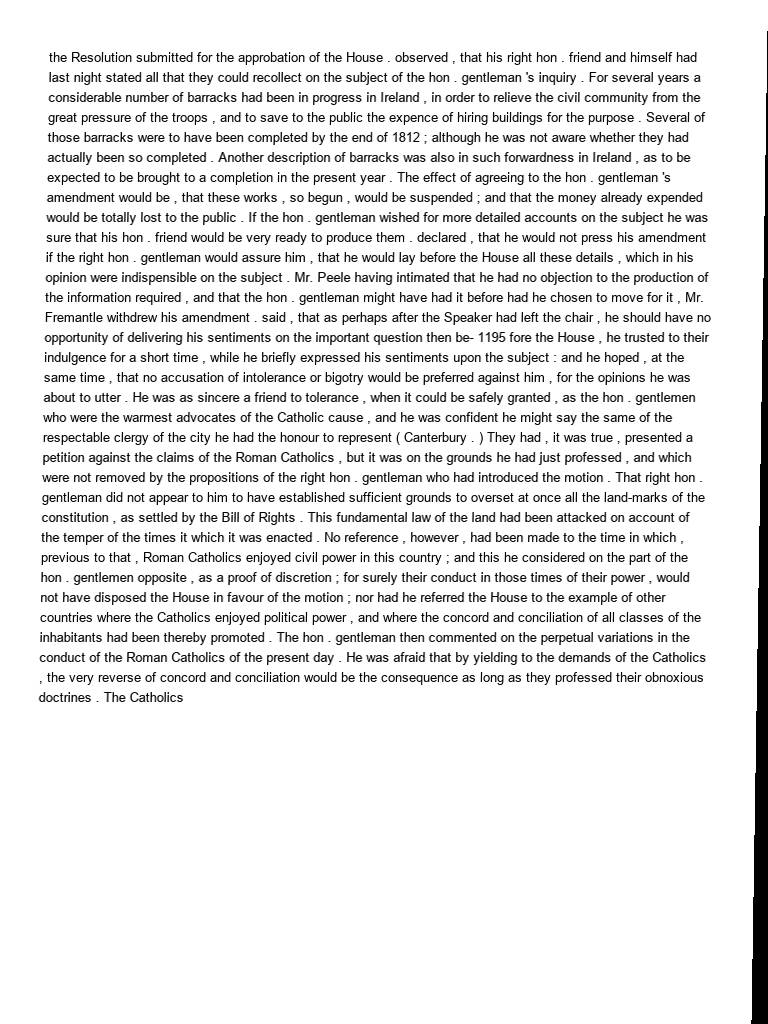 the Resolution submitted for the approbation of the House . observed , that his right hon . friend and himself had
last night stated all that they could recollect on the subject of the hon . gentleman 's inquiry . For several years a
considerable number of barracks had been in progress in Ireland , in order to relieve the civil community from the
great pressure of the troops , and to save to the public the expence of hiring buildings for the purpose . Several of
those barracks were to have been completed by the end of 1812 ; although he was not aware whether they had
actually been so completed . Another description of barracks was also in such forwardness in Ireland , as to be
expected to be brought to a completion in the present year . The effect of agreeing to the hon . gentleman 's
amendment would be , that these works , so begun , would be suspended ; and that the money already expended
would be totally lost to the public . If the hon . gentleman wished for more detailed accounts on the subject he was
sure that his hon . friend would be very ready to produce them . declared , that he would not press his amendment
if the right hon . gentleman would assure him , that he would lay before the House all these details , which in his
opinion were indispensible on the subject . Mr. Peele having intimated that he had no objection to the production of
the information required , and that the hon . gentleman might have had it before had he chosen to move for it , Mr.
Fremantle withdrew his amendment . said , that as perhaps after the Speaker had left the chair , he should have no
opportunity of delivering his sentiments on the important question then be- 1195 fore the House , he trusted to their
indulgence for a short time , while he briefly expressed his sentiments upon the subject : and he hoped , at the
same time , that no accusation of intolerance or bigotry would be preferred against him , for the opinions he was
about to utter . He was as sincere a friend to tolerance , when it could be safely granted , as the hon . gentlemen
who were the warmest advocates of the Catholic cause , and he was confident he might say the same of the
respectable clergy of the city he had the honour to represent ( Canterbury . ) They had , it was true , presented a
petition against the claims of the Roman Catholics , but it was on the grounds he had just professed , and which
were not removed by the propositions of the right hon . gentleman who had introduced the motion . That right hon .
gentleman did not appear to him to have established sufficient grounds to overset at once all the land-marks of the
constitution , as settled by the Bill of Rights . This fundamental law of the land had been attacked on account of
the temper of the times it which it was enacted . No reference , however , had been made to the time in which ,
previous to that , Roman Catholics enjoyed civil power in this country ; and this he considered on the part of the
hon . gentlemen opposite , as a proof of discretion ; for surely their conduct in those times of their power , would
not have disposed the House in favour of the motion ; nor had he referred the House to the example of other
countries where the Catholics enjoyed political power , and where the concord and conciliation of all classes of the
inhabitants had been thereby promoted . The hon . gentleman then commented on the perpetual variations in the
conduct of the Roman Catholics of the present day . He was afraid that by yielding to the demands of the Catholics
, the very reverse of concord and conciliation would be the consequence as long as they professed their obnoxious
doctrines . The Catholics